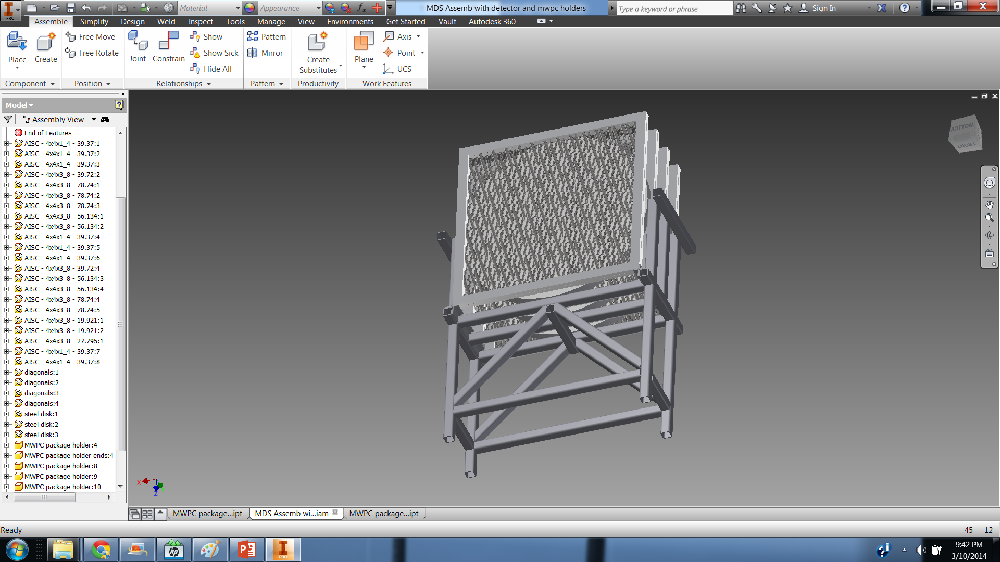 Material
Appearance
MDS Assemb with detector and mwpc holders
Type a keyword or phrase
Sign In
PRO
Assemble Simplify Design Weld Inspect Tools Manage View Environments Get Started Vault Autodesk 360
Place
Create
Free Move
Free Rotate
Joint
Constrain
Show
Show Sick
Hide All
Pattern
Mirror
Create
Substitutes
Plane
Axis
Point
UCS
Component Position Relationships Pattern Productivity Work Features
Model
Assembly View
End of Features
AISC - 4x4x1_4 - 39.37:1
AISC - 4x4x1_4 - 39.37:2
AISC - 4x4x1_4 - 39.37:3
AISC - 4x4x3_8 - 39.72:2
AISC - 4x4x3_8 - 78.74:1
AISC - 4x4x3_8 - 78.74:2
AISC - 4x4x3_8 - 78.74:3
AISC - 4x4x3_8 - 56.134:1
AISC - 4x4x3_8 - 56.134:2
AISC - 4x4x1_4 - 39.37:4
AISC - 4x4x1_4 - 39.37:5
AISC - 4x4x1_4 - 39.37:6
AISC - 4x4x3_8 - 39.72:4
AISC - 4x4x3_8 - 56.134:3
AISC - 4x4x3_8 - 56.134:4
AISC - 4x4x3_8 - 78.74:4
AISC - 4x4x3_8 - 78.74:5
AISC - 4x4x3_8 - 19.921:1
AISC - 4x4x3_8 - 19.921:2
AISC - 4x4x3_8 - 27.795:1
AISC - 4x4x1_4 - 39.37:7
AISC - 4x4x1_4 - 39.37:8
diagonals:1
diagonals:2
diagonals:3
diagonals:4
steel disk:1
steel disk:2
steel disk:3
MWPC package holder:4
MWPC package holder ends:4
MWPC package holder:8
MWPC package holder:9
MWPC package holder:10
BOTTOM
FRONT
X
Y
Z
MWPC package...ipt
MDS Assemb wi...iam
MWPC package...ipt
Ready
45 12
hp
PRO
9:42 PM
3/10/2014